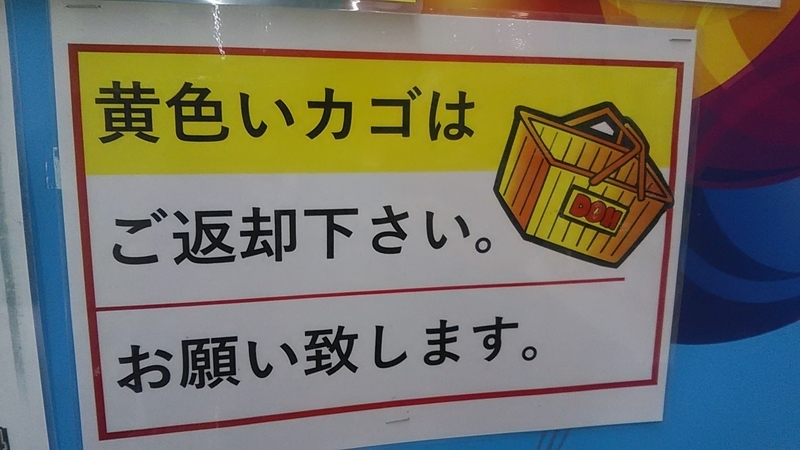 黄色いカゴは
DON
ご返却下さい。
お願い致します。